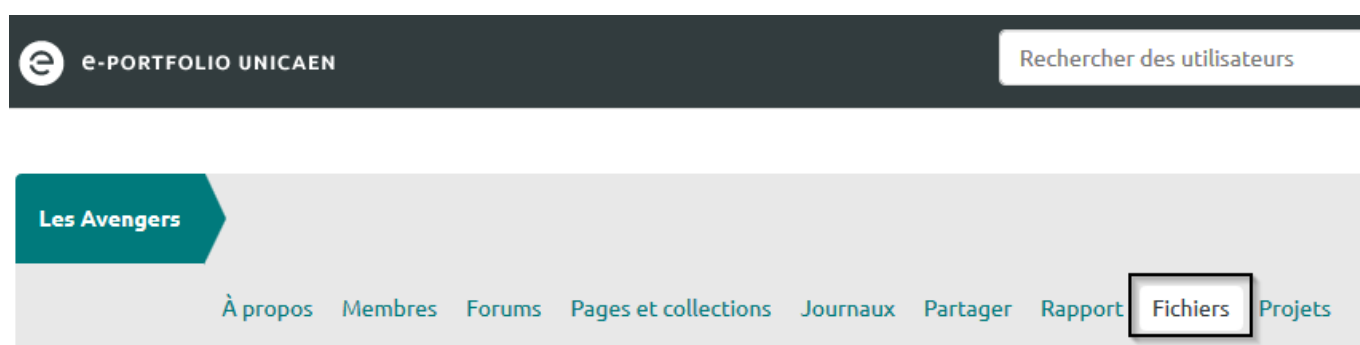 e e-PORTFOLIO UNICAEN Rechercher des utilisateurs
Les Avengers
À propos Membres Forums Pages et collections Journaux Partager Rapport Fichiers Projets